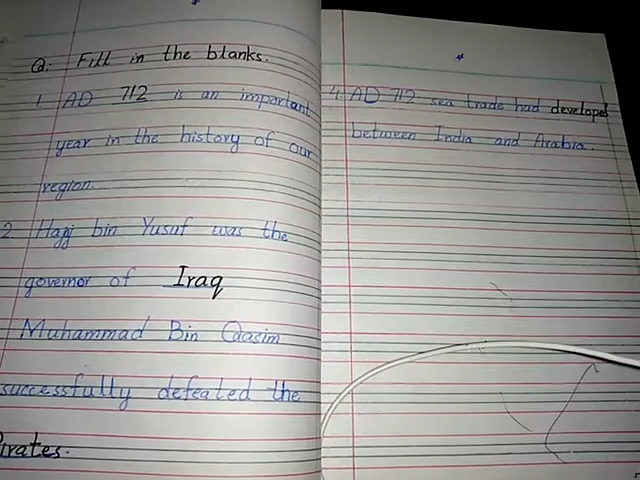 Q: Fill in the blanks.
1. AD 712 is an important
year in the history of our
region.
2. Hajj bin Yusuf was the
governor of Iraq
Muhammad Bin Qasim
successfully defeated the
Pirates.
4. AD 712 sea trade had developed
between India and Arabia.